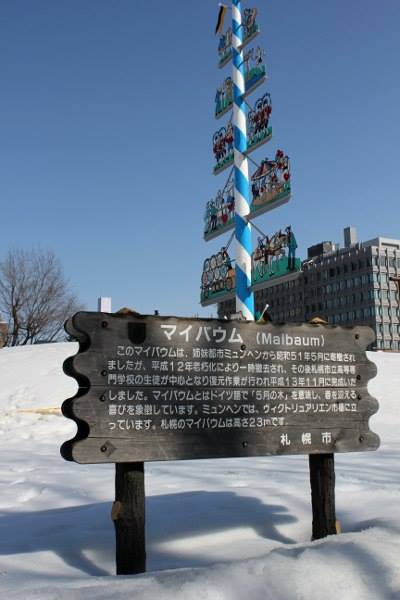 マイバウム (Maibaum)
このマイバウムは、姉妹都市ミュンヘンから昭和51年5月に寄贈され
ましたが、平成12年老朽化により一時撤去され、その後札幌市立高等専
門学校の生徒が中心となり復元作業が行われ平成13年11月に完成いた
しました。マイバウムとはドイツ語で「5月の木」を意味し、春を迎える
喜びを象徴しています。ミュンヘンでは、ヴィクトリュアリエン市場に立
っています。札幌のマイバウムは高さ23mです。
札幌市